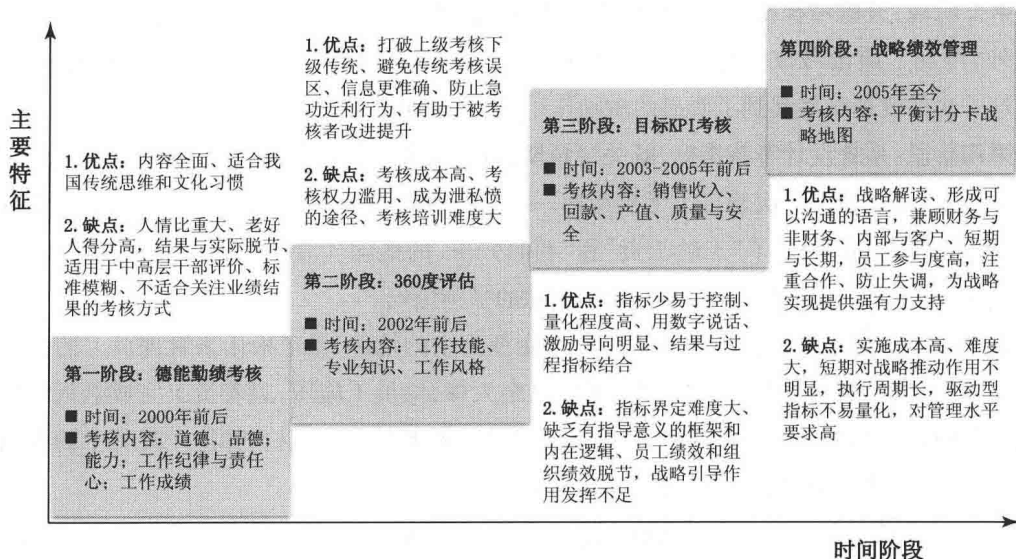 主要特征
1.优点：内容全面、适合我
国传统思维和文化习惯
2.缺点：人情比重大、老好
人得分高，结果与实际脱节、
适用于中高层干部评价、标
准模糊、不适合关注业绩结
果的考核方式
第一阶段：德能勤绩考核
■ 时间：2000年前后
■ 考核内容：道德、品德；
能力；工作纪律与责任
心；工作成绩
1.优点：打破上级考核下
级传统、避免传统考核误
区、信息更准确、防止急
功近利行为、有助于被考
核者改进提升
2.缺点：考核成本高、考
核权力滥用、成为泄私愤
的途径、考核培训难度大
第二阶段：360度评估
■ 时间：2002年前后
■ 考核内容：工作技能、
专业知识、工作风格
第三阶段：目标KPI考核
■ 时间：2003-2005年前后
■ 考核内容：销售收入、
回款、产值、质量与安
全
1.优点：指标少易于控制、
量化程度高、用数字说话、
激励导向明显、结果与过
程指标结合
2.缺点：指标界定难度大、
缺乏有指导意义的框架和
内在逻辑、员工绩效和组
织绩效脱节，战略引导作
用发挥不足
第四阶段：战略绩效管理
■ 时间：2005年至今
■ 考核内容：平衡计分卡战
略地图
1.优点：战略解读、形成可
以沟通的语言，兼顾财务与
非财务、内部与客户、短期
与长期，员工参与度高，注
重合作、防止失调，为战略
实现提供强有力支持
2.缺点：实施成本高、难度
大，短期对战略推动作用不
明显，执行周期长，驱动型
指标不易量化，对管理水平
要求高
时间阶段